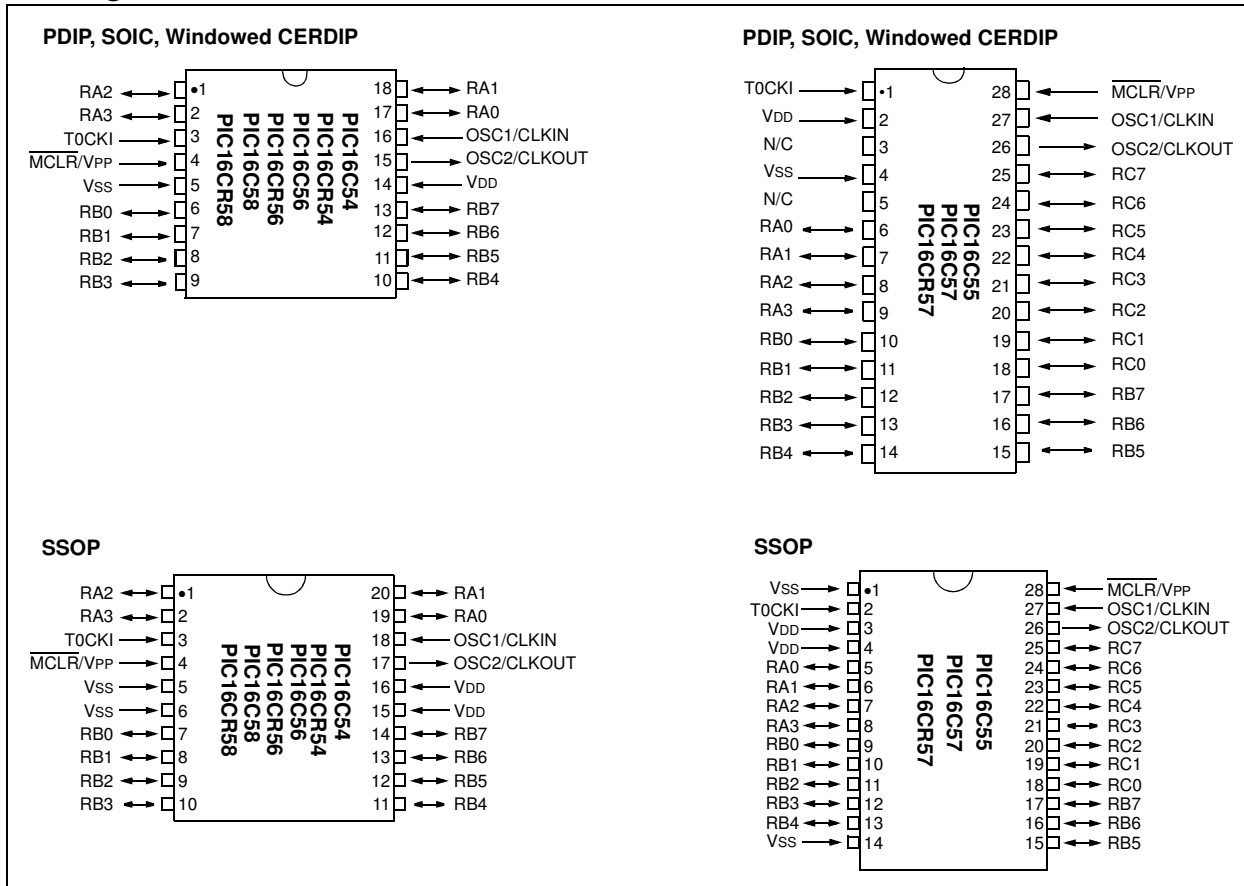 PDIP, SOIC, Windowed CERDIP
RA2 •1 18 RA1
RA3 2 17 RA0
T0CKI 3 16 OSC1/CLKIN
MCLR/VPP 4 15 OSC2/CLKOUT
VSS 5 14 VDD
RB0 6 13 RB7
RB1 7 12 RB6
RB2 8 11 RB5
RB3 9 10 RB4
PIC16C54
PIC16CR54
PIC16C56
PIC16CR56
PIC16C58
PIC16CR58
PDIP, SOIC, Windowed CERDIP
T0CKI •1 28 MCLR/VPP
VDD 2 27 OSC1/CLKIN
N/C 3 26 OSC2/CLKOUT
VSS 4 25 RC7
N/C 5 24 RC6
RA0 6 23 RC5
RA1 7 22 RC4
RA2 8 21 RC3
RA3 9 20 RC2
RB0 10 19 RC1
RB1 11 18 RC0
RB2 12 17 RB7
RB3 13 16 RB6
RB4 14 15 RB5
PIC16C55
PIC16C57
PIC16CR57
SSOP
RA2 •1 20 RA1
RA3 2 19 RA0
T0CKI 3 18 OSC1/CLKIN
MCLR/VPP 4 17 OSC2/CLKOUT
VSS 5 16 VDD
VSS 6 15 VDD
RB0 7 14 RB7
RB1 8 13 RB6
RB2 9 12 RB5
RB3 10 11 RB4
PIC16C54
PIC16CR54
PIC16C56
PIC16CR56
PIC16C58
PIC16CR58
SSOP
VSS •1 28 MCLR/VPP
T0CKI 2 27 OSC1/CLKIN
VDD 3 26 OSC2/CLKOUT
VDD 4 25 RC7
RA0 5 24 RC6
RA1 6 23 RC5
RA2 7 22 RC4
RA3 8 21 RC3
RB0 9 20 RC2
RB1 10 19 RC1
RB2 11 18 RC0
RB3 12 17 RB7
RB4 13 16 RB6
VSS 14 15 RB5
PIC16C55
PIC16C57
PIC16CR57